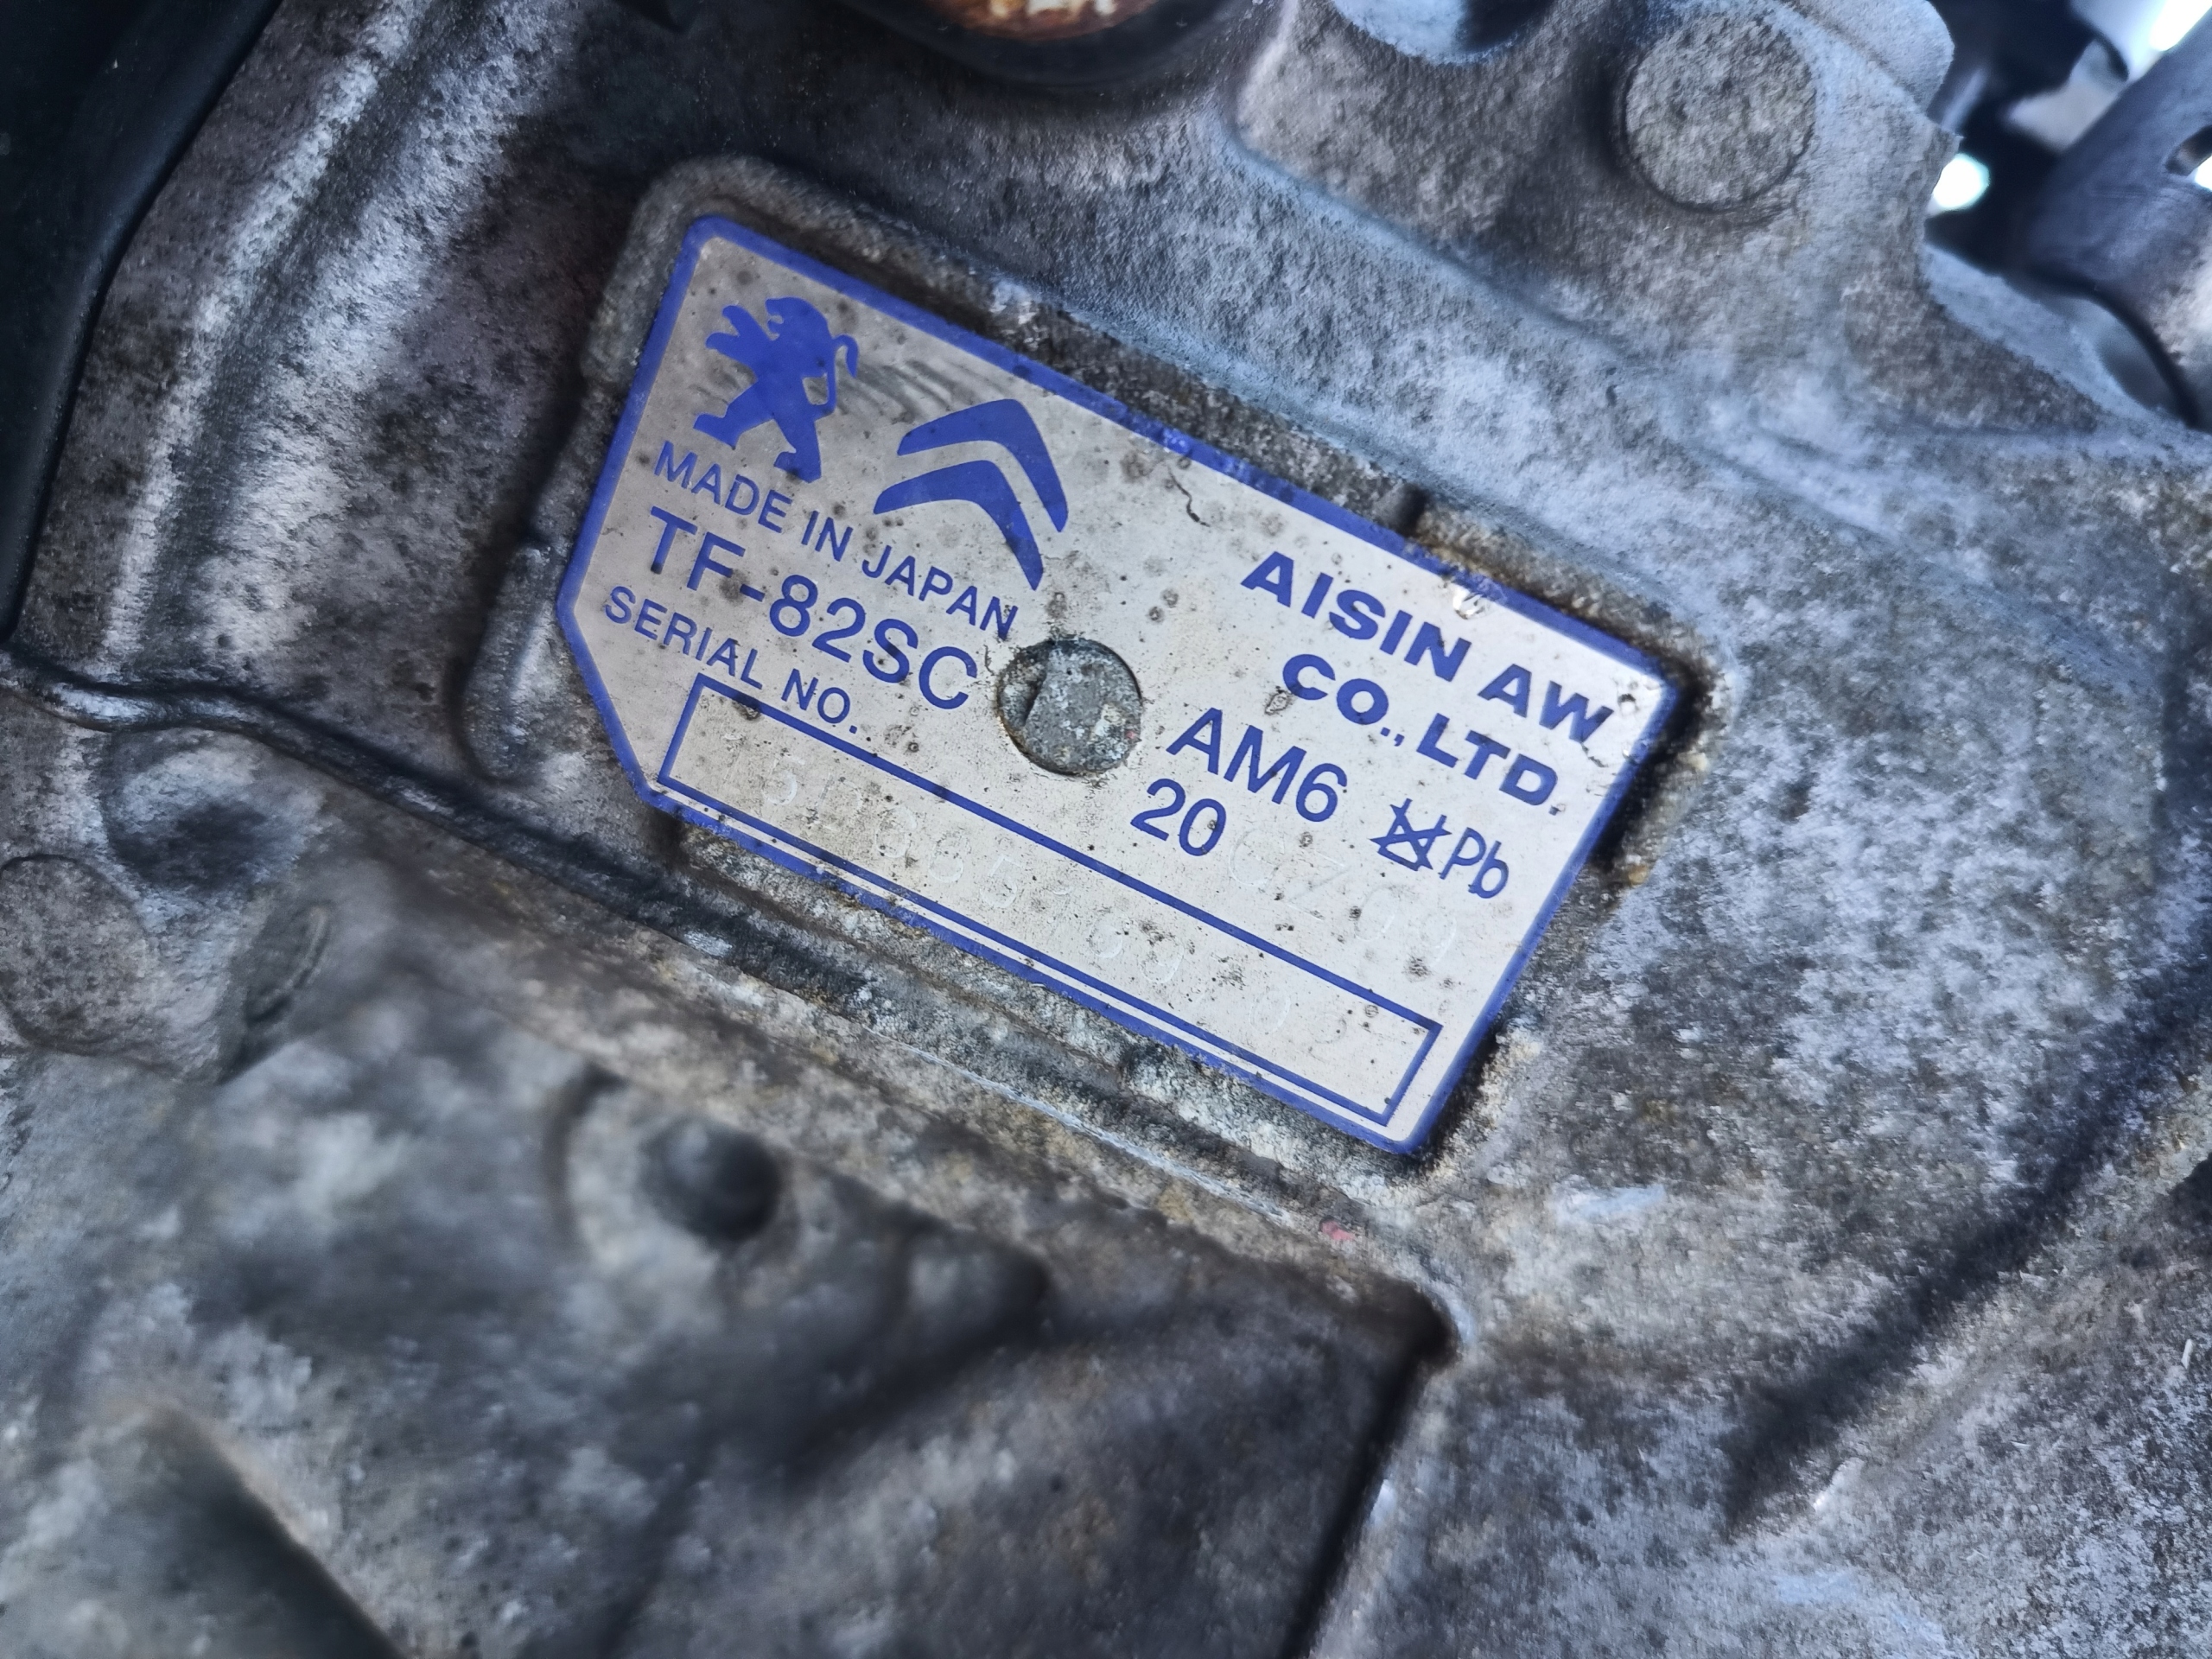 AISIN AW
CO., LTD.
MADE IN JAPAN
TF-82SC
AM6
Pb
SERIAL NO.
20